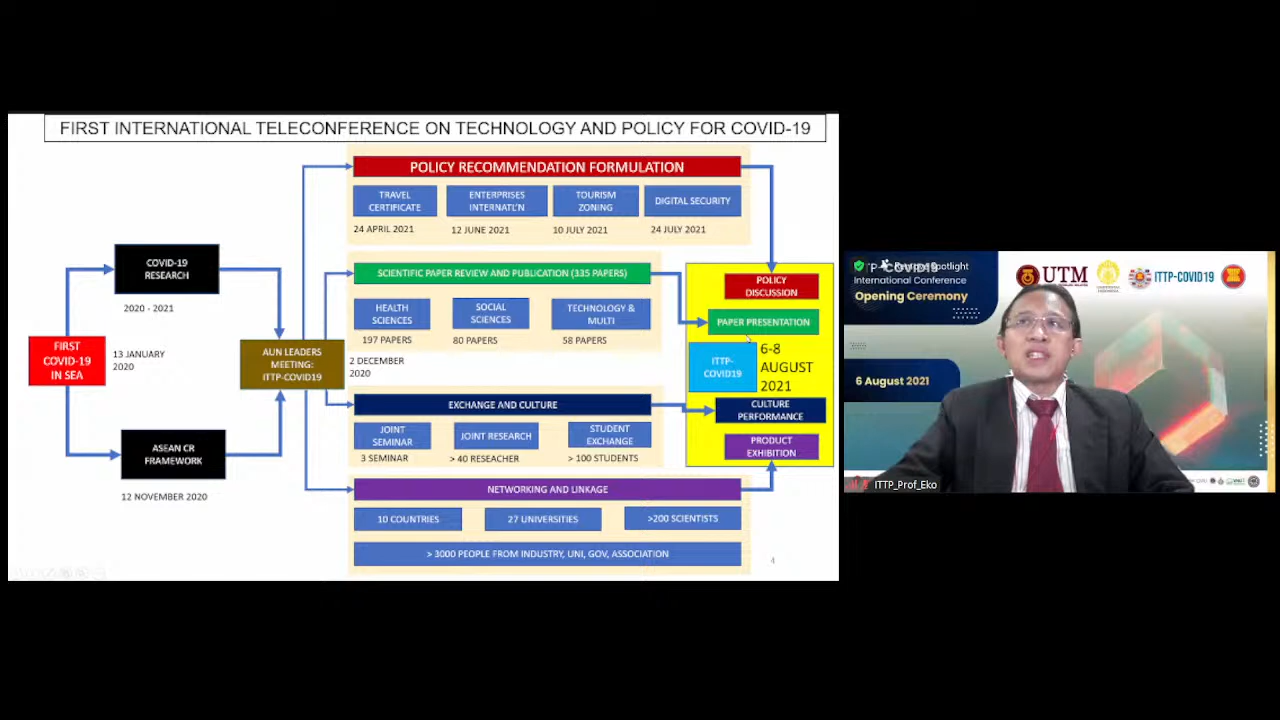 FIRST INTERNATIONAL TELECONFERENCE ON TECHNOLOGY AND POLICY FOR COVID-19
POLICY RECOMMENDATION FORMULATION
TRAVEL
CERTIFICATE
ENTERPRISES
INTERNATL'N
TOURISM
ZONING
DIGITAL SECURITY
24 APRIL 2021
12 JUNE 2021
10 JULY 2021
24 JULY 2021
COVID-19
RESEARCH
2020 - 2021
FIRST
COVID-19
IN SEA
13 JANUARY
2020
AUN LEADERS
MEETING:
ITTP-COVID19
2 DECEMBER
2020
ASEAN CR
FRAMEWORK
12 NOVEMBER 2020
SCIENTIFIC PAPER REVIEW AND PUBLICATION (335 PAPERS)
HEALTH
SCIENCES
SOCIAL
SCIENCES
TECHNOLOGY &
MULTI
197 PAPERS
80 PAPERS
58 PAPERS
EXCHANGE AND CULTURE
JOINT
SEMINAR
JOINT RESEARCH
STUDENT
EXCHANGE
3 SEMINAR
> 40 RESEACHER
> 100 STUDENTS
NETWORKING AND LINKAGE
10 COUNTRIES
27 UNIVERSITIES
>200 SCIENTISTS
> 3000 PEOPLE FROM INDUSTRY, UNI, GOV, ASSOCIATION
POLICY
DISCUSSION
PAPER PRESENTATION
ITTP-
COVID19
6-8
AUGUST
2021
CULTURE
PERFORMANCE
PRODUCT
EXHIBITION
4
International Conference
Opening Ceremony
6 August 2021
UTM
ITTP-COVID19
ITTP_Prof_Eko